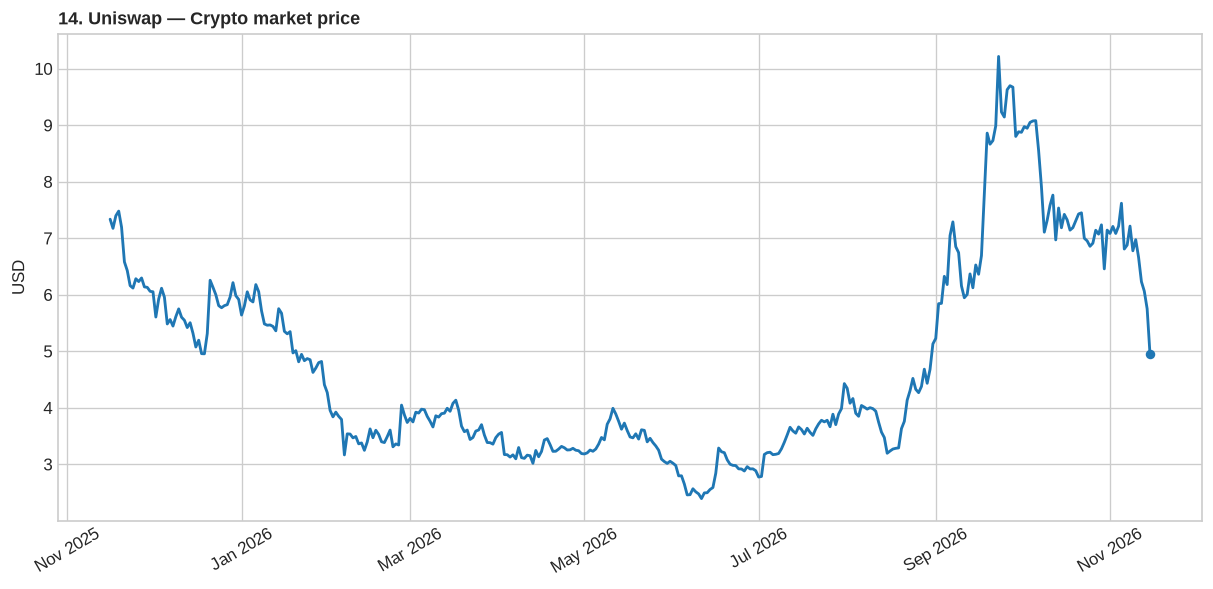 14. Uniswap — Crypto market price
USD
10
9
8
7
6
5
4
3
Nov 2025
Jan 2026
Mar 2026
May 2026
Jul 2026
Sep 2026
Nov 2026